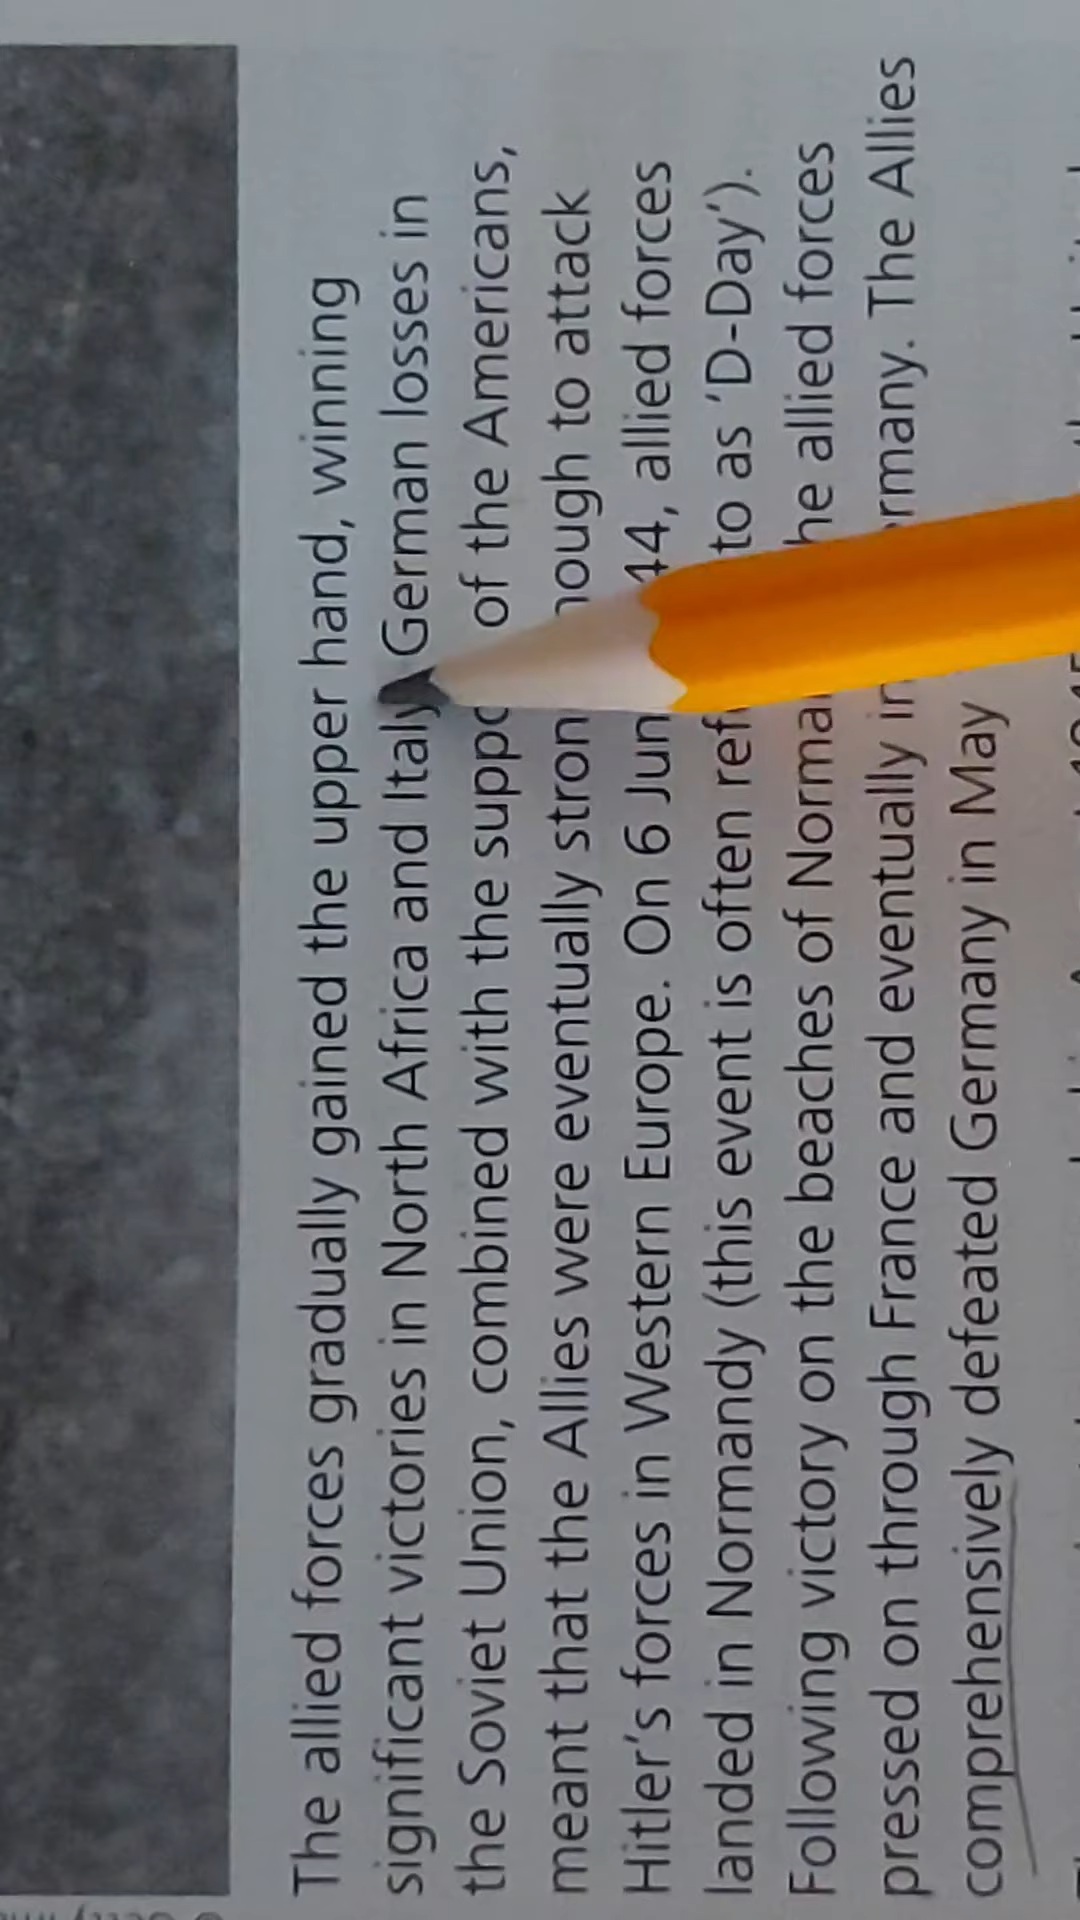 The allied forces gradually gained the upper hand, winning
significant victories in North Africa and Italy German losses in
the Soviet Union, combined with the of the Americans,
meant that the Allies were eventually to attack
Hitler's forces in Western Europe. On 6 allied forces
landed in Normandy (this event is often to as 'D-Day').
Following victory on the beaches of allied forces
pressed on through France and eventually The Allies
comprehensively defeated Germany in May